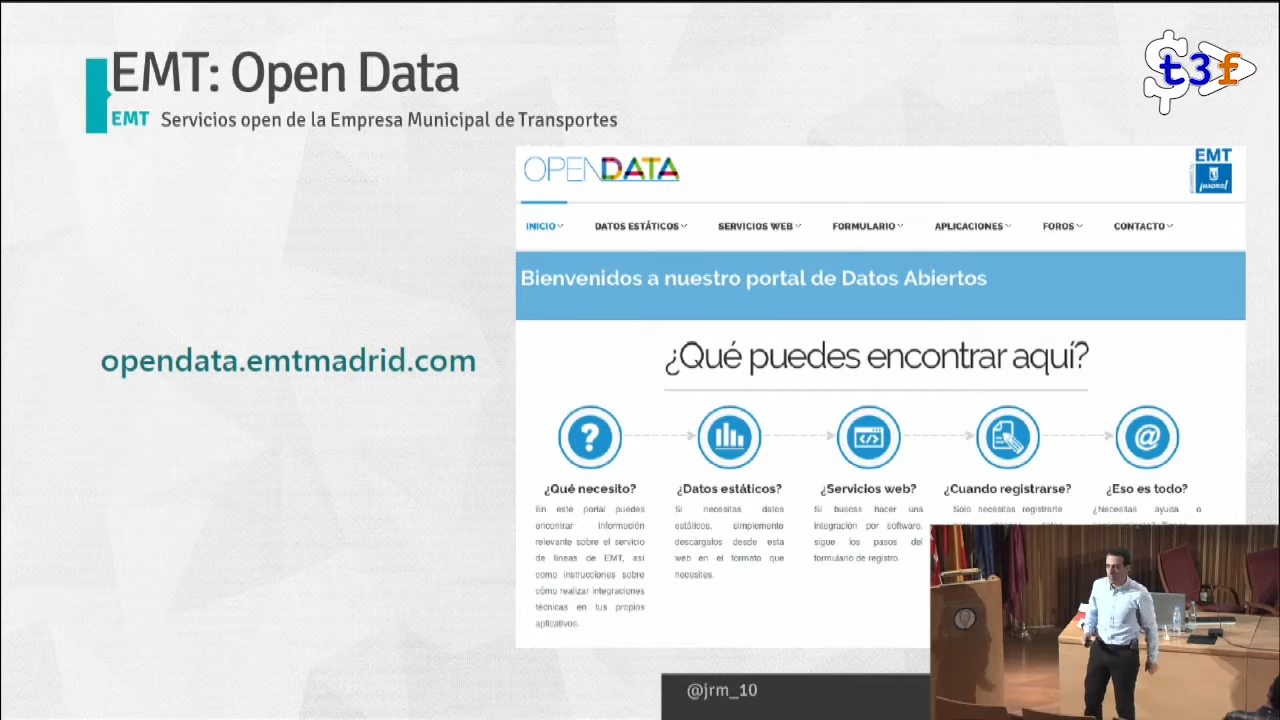 EMT: Open Data
EMT Servicios open de la Empresa Municipal de Transportes
t3f
opendata.emtmadrid.com
OPENDATA
EMT
¡MADRID!
INICIO
DATOS ESTÁTICOS
SERVICIOS WEB
FORMULARIO
APLICACIONES
FOROS
CONTACTO
Bienvenidos a nuestro portal de Datos Abiertos
¿Qué puedes encontrar aquí?
¿Qué necesito?
En este portal puedes
encontrar información
relevante sobre el servicio
de líneas de EMT, así
como instrucciones sobre
cómo realizar integraciones
técnicas en tus propios
aplicativos.
¿Datos estáticos?
Si necesitas datos
estáticos, simplemente
descárgalos desde esta
web en el formato que
necesites.
¿Servicios web?
Si buscas hacer una
integración por software,
sigue los pasos del
formulario de registro.
¿Cuando registrarse?
Solo necesitas registrarte
¿Eso es todo?
¿Necesitas ayuda o
@jrm_10